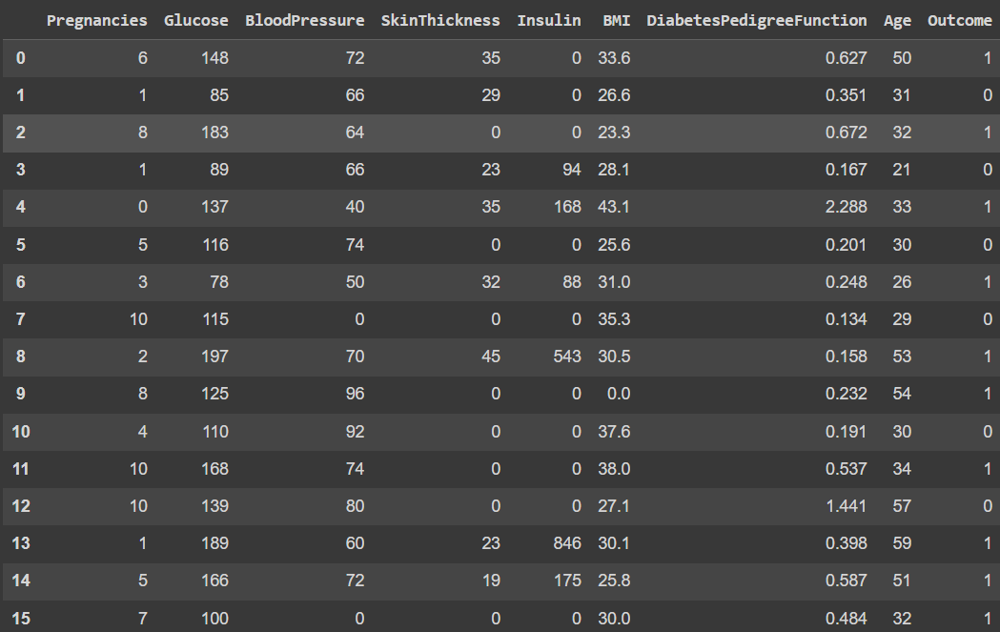 Pregnancies Glucose BloodPressure SkinThickness Insulin BMI DiabetesPedigreeFunction Age Outcome
0 6 148 72 35 0 33.6 0.627 50 1
1 1 85 66 29 0 26.6 0.351 31 0
2 8 183 64 0 0 23.3 0.672 32 1
3 1 89 66 23 94 28.1 0.167 21 0
4 0 137 40 35 168 43.1 2.288 33 1
5 5 116 74 0 0 25.6 0.201 30 0
6 3 78 50 32 88 31.0 0.248 26 1
7 10 115 0 0 0 35.3 0.134 29 0
8 2 197 70 45 543 30.5 0.158 53 1
9 8 125 96 0 0 0.0 0.232 54 1
10 4 110 92 0 0 37.6 0.191 30 0
11 10 168 74 0 0 38.0 0.537 34 1
12 10 139 80 0 0 27.1 1.441 57 0
13 1 189 60 23 846 30.1 0.398 59 1
14 5 166 72 19 175 25.8 0.587 51 1
15 7 100 0 0 0 30.0 0.484 32 1